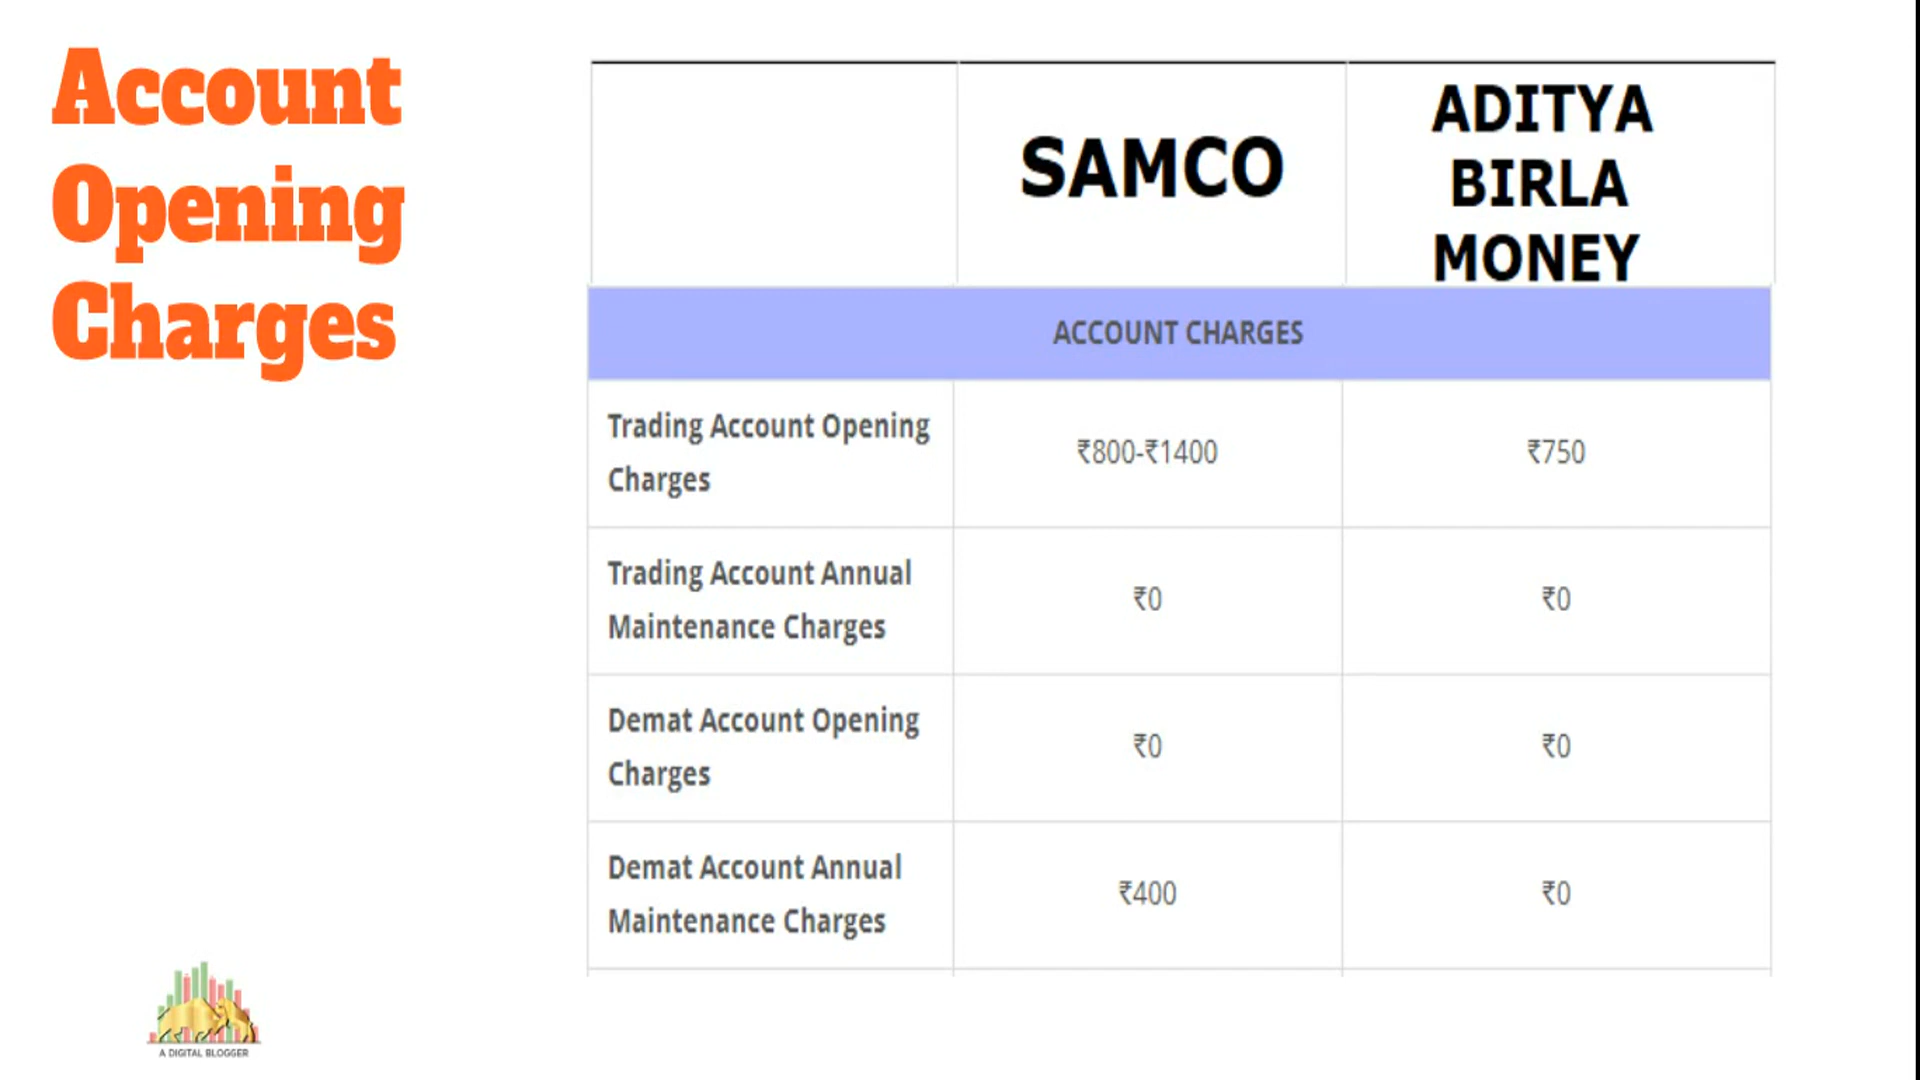 Account
Opening
Charges
SAMCO
ADITYA
BIRLA
MONEY
ACCOUNT CHARGES
Trading Account Opening
Charges
₹800-₹1400
₹750
Trading Account Annual
Maintenance Charges
₹0
₹0
Demat Account Opening
Charges
₹0
₹0
Demat Account Annual
Maintenance Charges
₹400
₹0
A DIGITAL BLOGGER